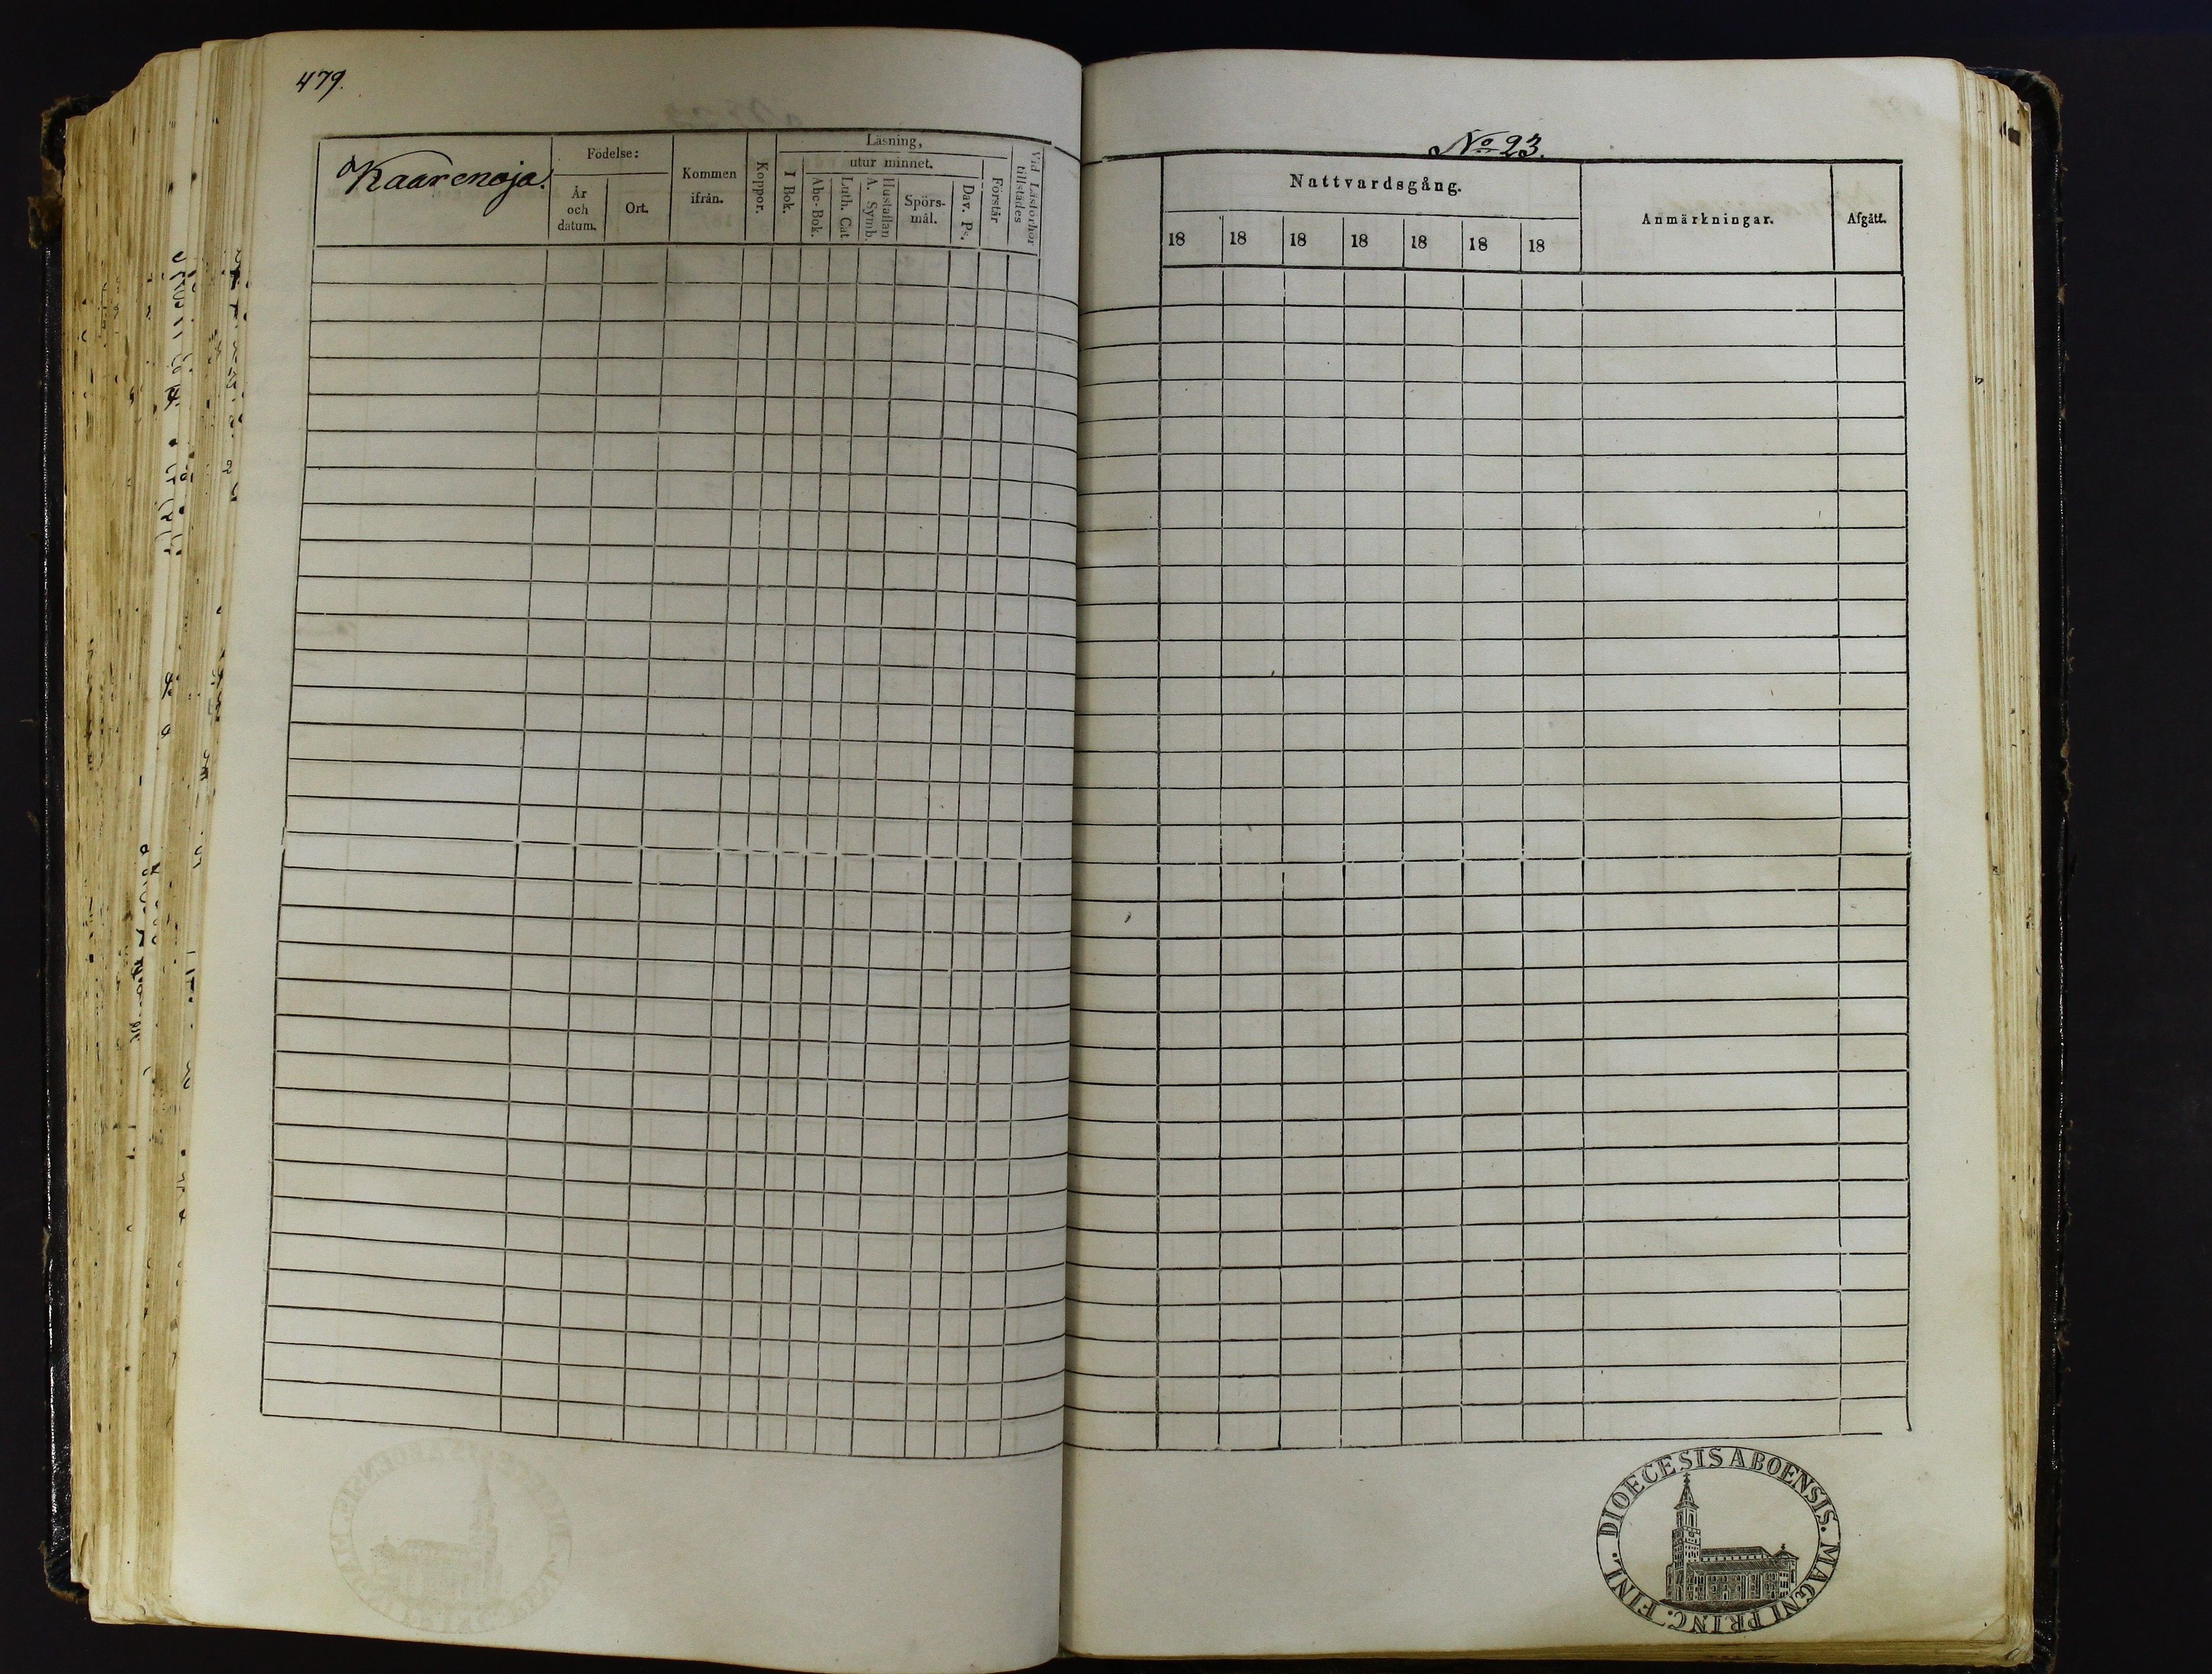 479.
Kaarenoja.
Födelse:
År och datum.
Ort.
Kommen ifrån.
Koppor.
Läsning,
I Bok.
utur minnet.
Abc-Bok.
Luth. Cat
Hustaflan A. Symb.
Spörs-mål.
Dav. Ps.
Förstår
Vid Läsförhör tillstädes
No 23.
Nattvardsgång.
18 18 18 18 18 18 18
Anmärkningar.
Afgått.
DIOECESIS ABOENSIS. MAGNI PRINC. FINL.